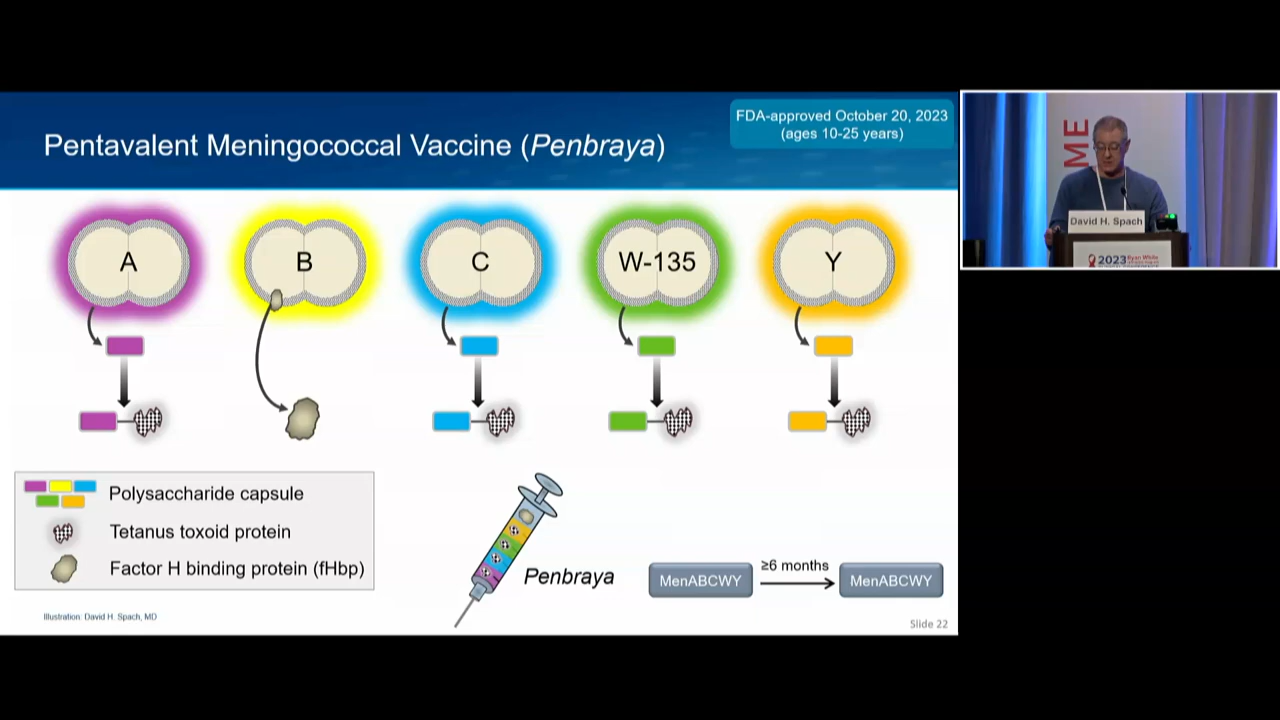 Pentavalent Meningococcal Vaccine (Penbraya)
FDA-approved October 20, 2023
(ages 10-25 years)
A
B
C
W-135
Y
Polysaccharide capsule
Tetanus toxoid protein
Factor H binding protein (fHbp)
Penbraya
MenABCWY
≥6 months
MenABCWY
Illustration: David H. Spach, MD
Slide 22
ME
David H. Spach
2023 Ryan White